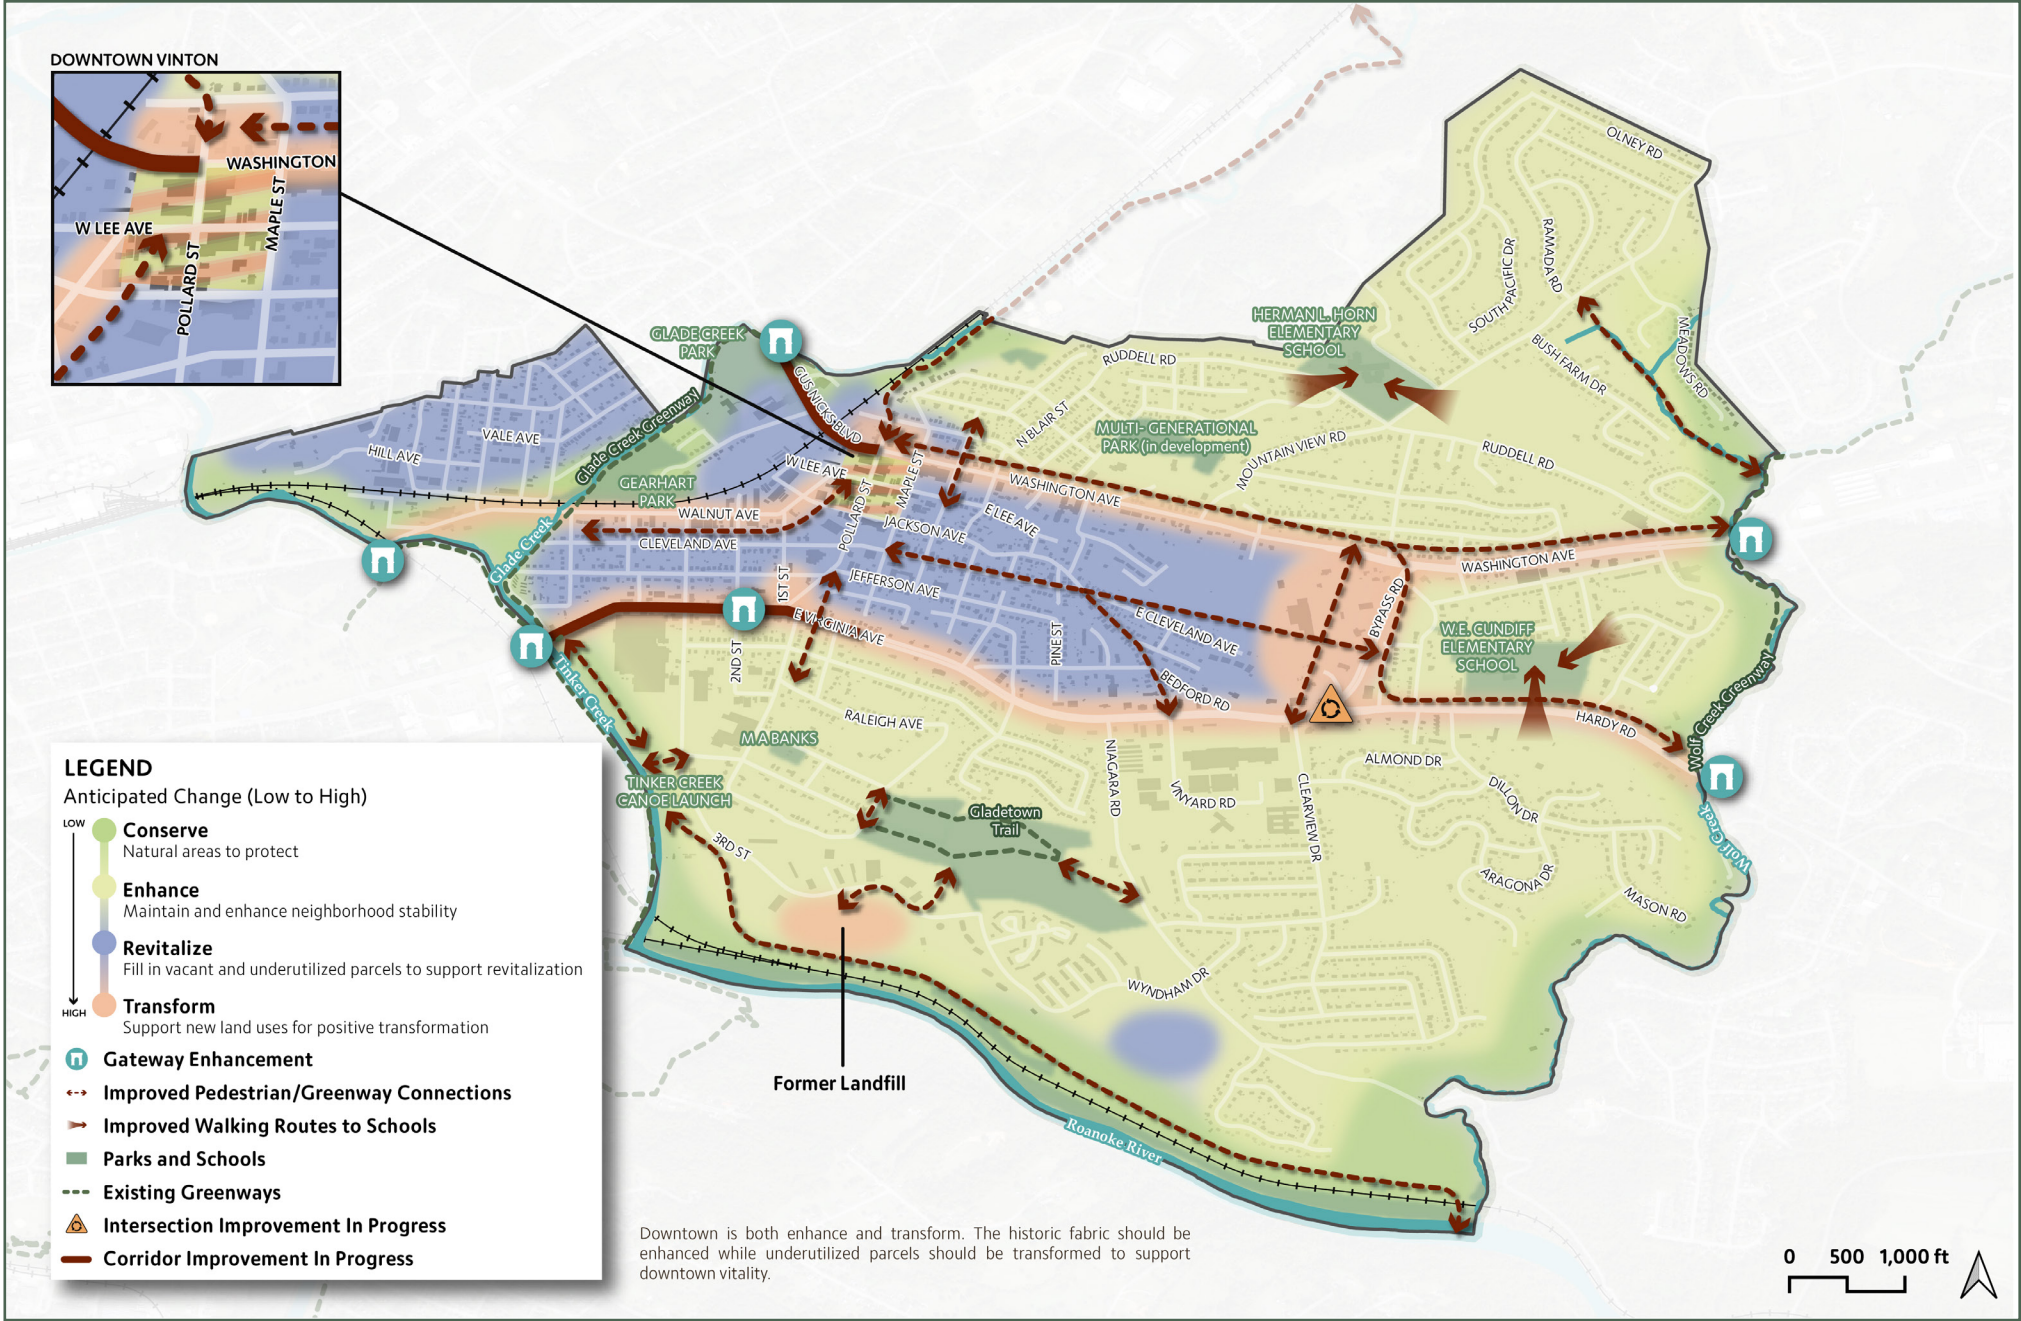 DOWNTOWN VINTON
WASHINGTON
W LEE AVE
MAPLE ST
POLLARD ST
OLNEY RD
RAMADA RD
SOUTH PACIFIC DR
MEADOWS RD
BUSH FARM DR
HERMAN L. HORN
ELEMENTARY
SCHOOL
RUDDELL RD
GLADE CREEK
PARK
GUS NICKS BLVD
Glade Creek Greenway
N BLAIR ST
MULTI- GENERATIONAL
PARK (in development)
MOUNTAIN VIEW RD
RUDDELL RD
VALE AVE
HILL AVE
W LEE AVE
MAPLE ST
GEARHART
PARK
WALNUT AVE
WASHINGTON AVE
POLLARD ST
JACKSON AVE
E LEE AVE
CLEVELAND AVE
Glade Creek
WASHINGTON AVE
1ST ST
JEFFERSON AVE
BYPASS RD
E VIRGINIA AVE
E CLEVELAND AVE
W.E. CUNDIFF
ELEMENTARY
SCHOOL
PINE ST
2ND ST
Tinker Creek
BEDFORD RD
HARDY RD
Wolf Creek Greenway
RALEIGH AVE
M A BANKS
ALMOND DR
NIAGARA RD
TINKER CREEK
CANOE LAUNCH
VINYARD RD
CLEARVIEW DR
DILLON DR
Gladetown
Trail
Wolf Creek
3RD ST
ARAGONA DR
MASON RD
WYNDHAM DR
Former Landfill
Roanoke River
LEGEND
Anticipated Change (Low to High)
LOW
Conserve
Natural areas to protect
Enhance
Maintain and enhance neighborhood stability
Revitalize
Fill in vacant and underutilized parcels to support revitalization
HIGH
Transform
Support new land uses for positive transformation
Gateway Enhancement
Improved Pedestrian/Greenway Connections
Improved Walking Routes to Schools
Parks and Schools
Existing Greenways
Intersection Improvement In Progress
Corridor Improvement In Progress
Downtown is both enhance and transform. The historic fabric should be
enhanced while underutilized parcels should be transformed to support
downtown vitality.
0 500 1,000 ft